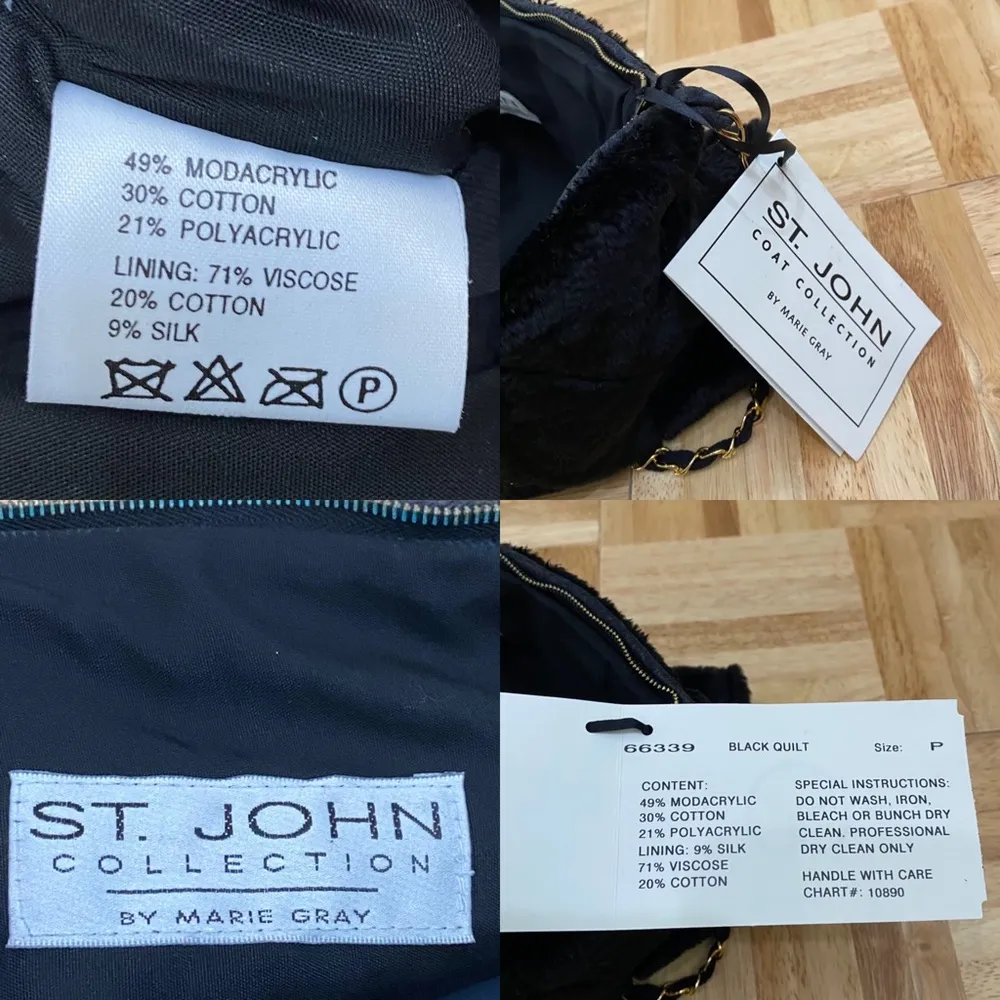 49% MODACRYLIC
30% COTTON
21% POLYACRYLIC
LINING: 71% VISCOSE
20% COTTON
9% SILK
P
ST. JOHN
COAT COLLECTION
BY MARIE GRAY
ST. JOHN
COLLECTION
BY MARIE GRAY
66339 BLACK QUILT Size: P
CONTENT:
49% MODACRYLIC
30% COTTON
21% POLYACRYLIC
LINING: 9% SILK
71% VISCOSE
20% COTTON
SPECIAL INSTRUCTIONS:
DO NOT WASH, IRON,
BLEACH OR BUNCH DRY
CLEAN. PROFESSIONAL
DRY CLEAN ONLY
HANDLE WITH CARE
CHART#: 10890